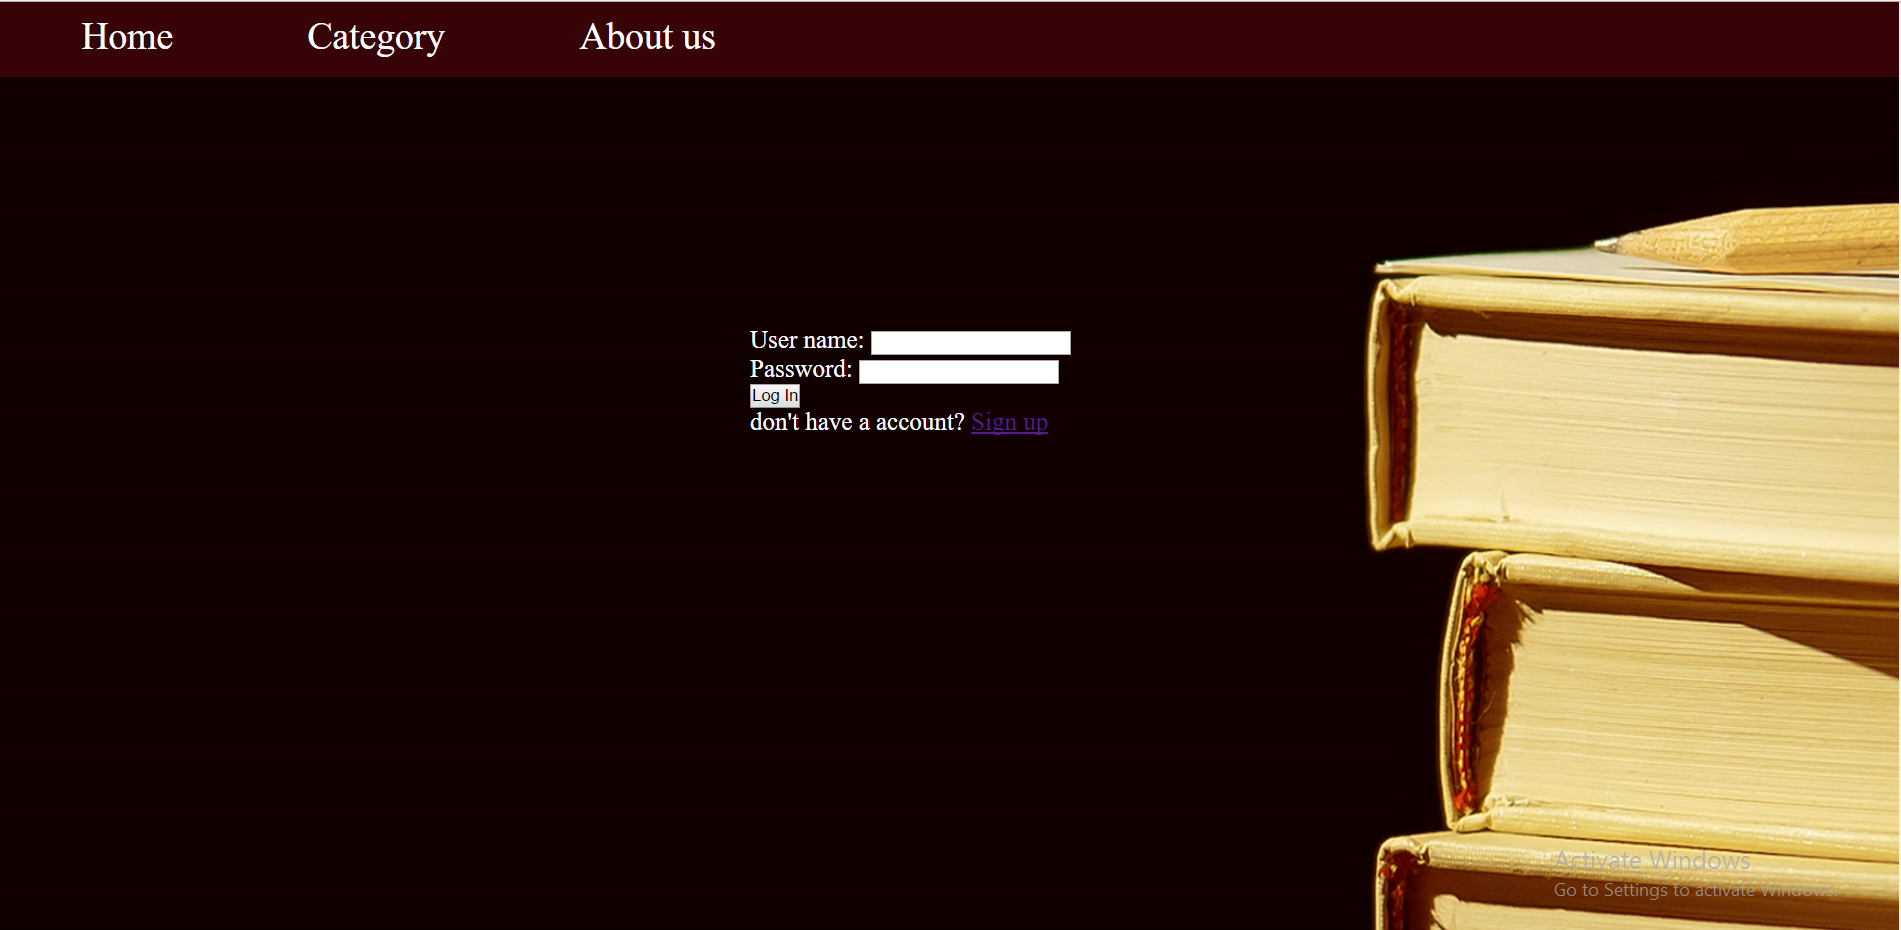 Home Category About us
User name:
Password:
Log In
don't have a account? Sign up
Activate Windows
Go to Settings to activate Windows.